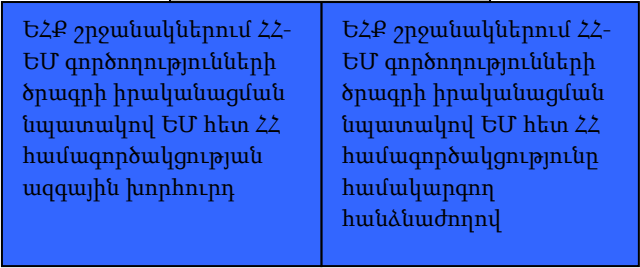 ԵՀՔ շրջանակներում ՀՀ-
ԵՄ գործողությունների
ծրագրի իրականացման
նպատակով ԵՄ հետ ՀՀ
համագործակցության
ազգային խորհուրդ
ԵՀՔ շրջանակներում ՀՀ-
ԵՄ գործողությունների
ծրագրի իրականացման
նպատակով ԵՄ հետ ՀՀ
համագործակցությունը
համակարգող
հանձնաժողով